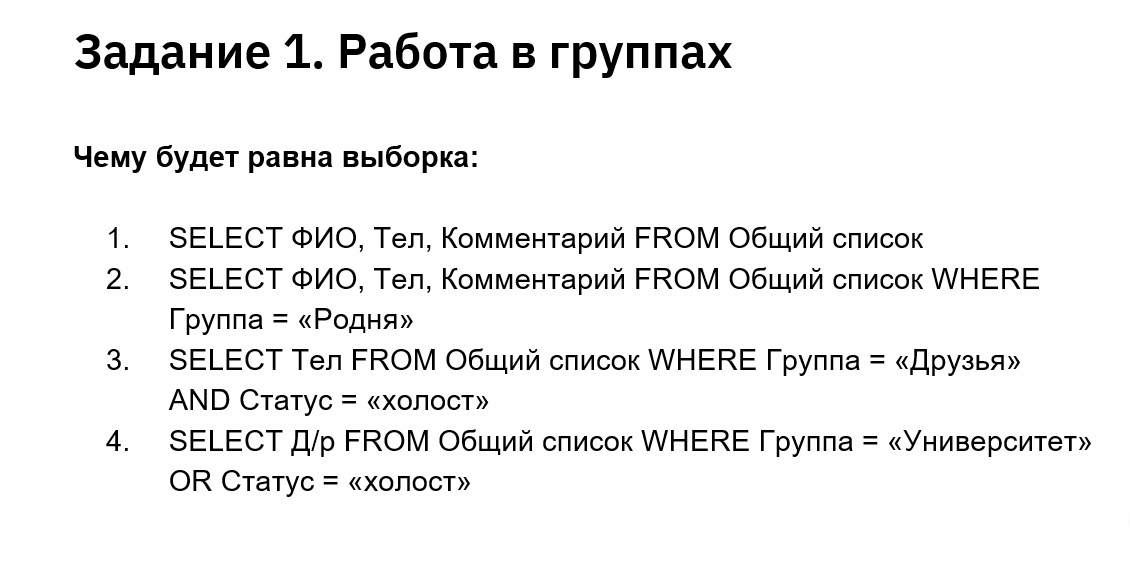 Задание 1. Работа в группах
Чему будет равна выборка:
1. SELECT ФИО, Тел, Комментарий FROM Общий список
2. SELECT ФИО, Тел, Комментарий FROM Общий список WHERE
Группа = «Родня»
3. SELECT Тел FROM Общий список WHERE Группа = «Друзья»
AND Статус = «холост»
4. SELECT Д/р FROM Общий список WHERE Группа = «Университет»
OR Статус = «холост»